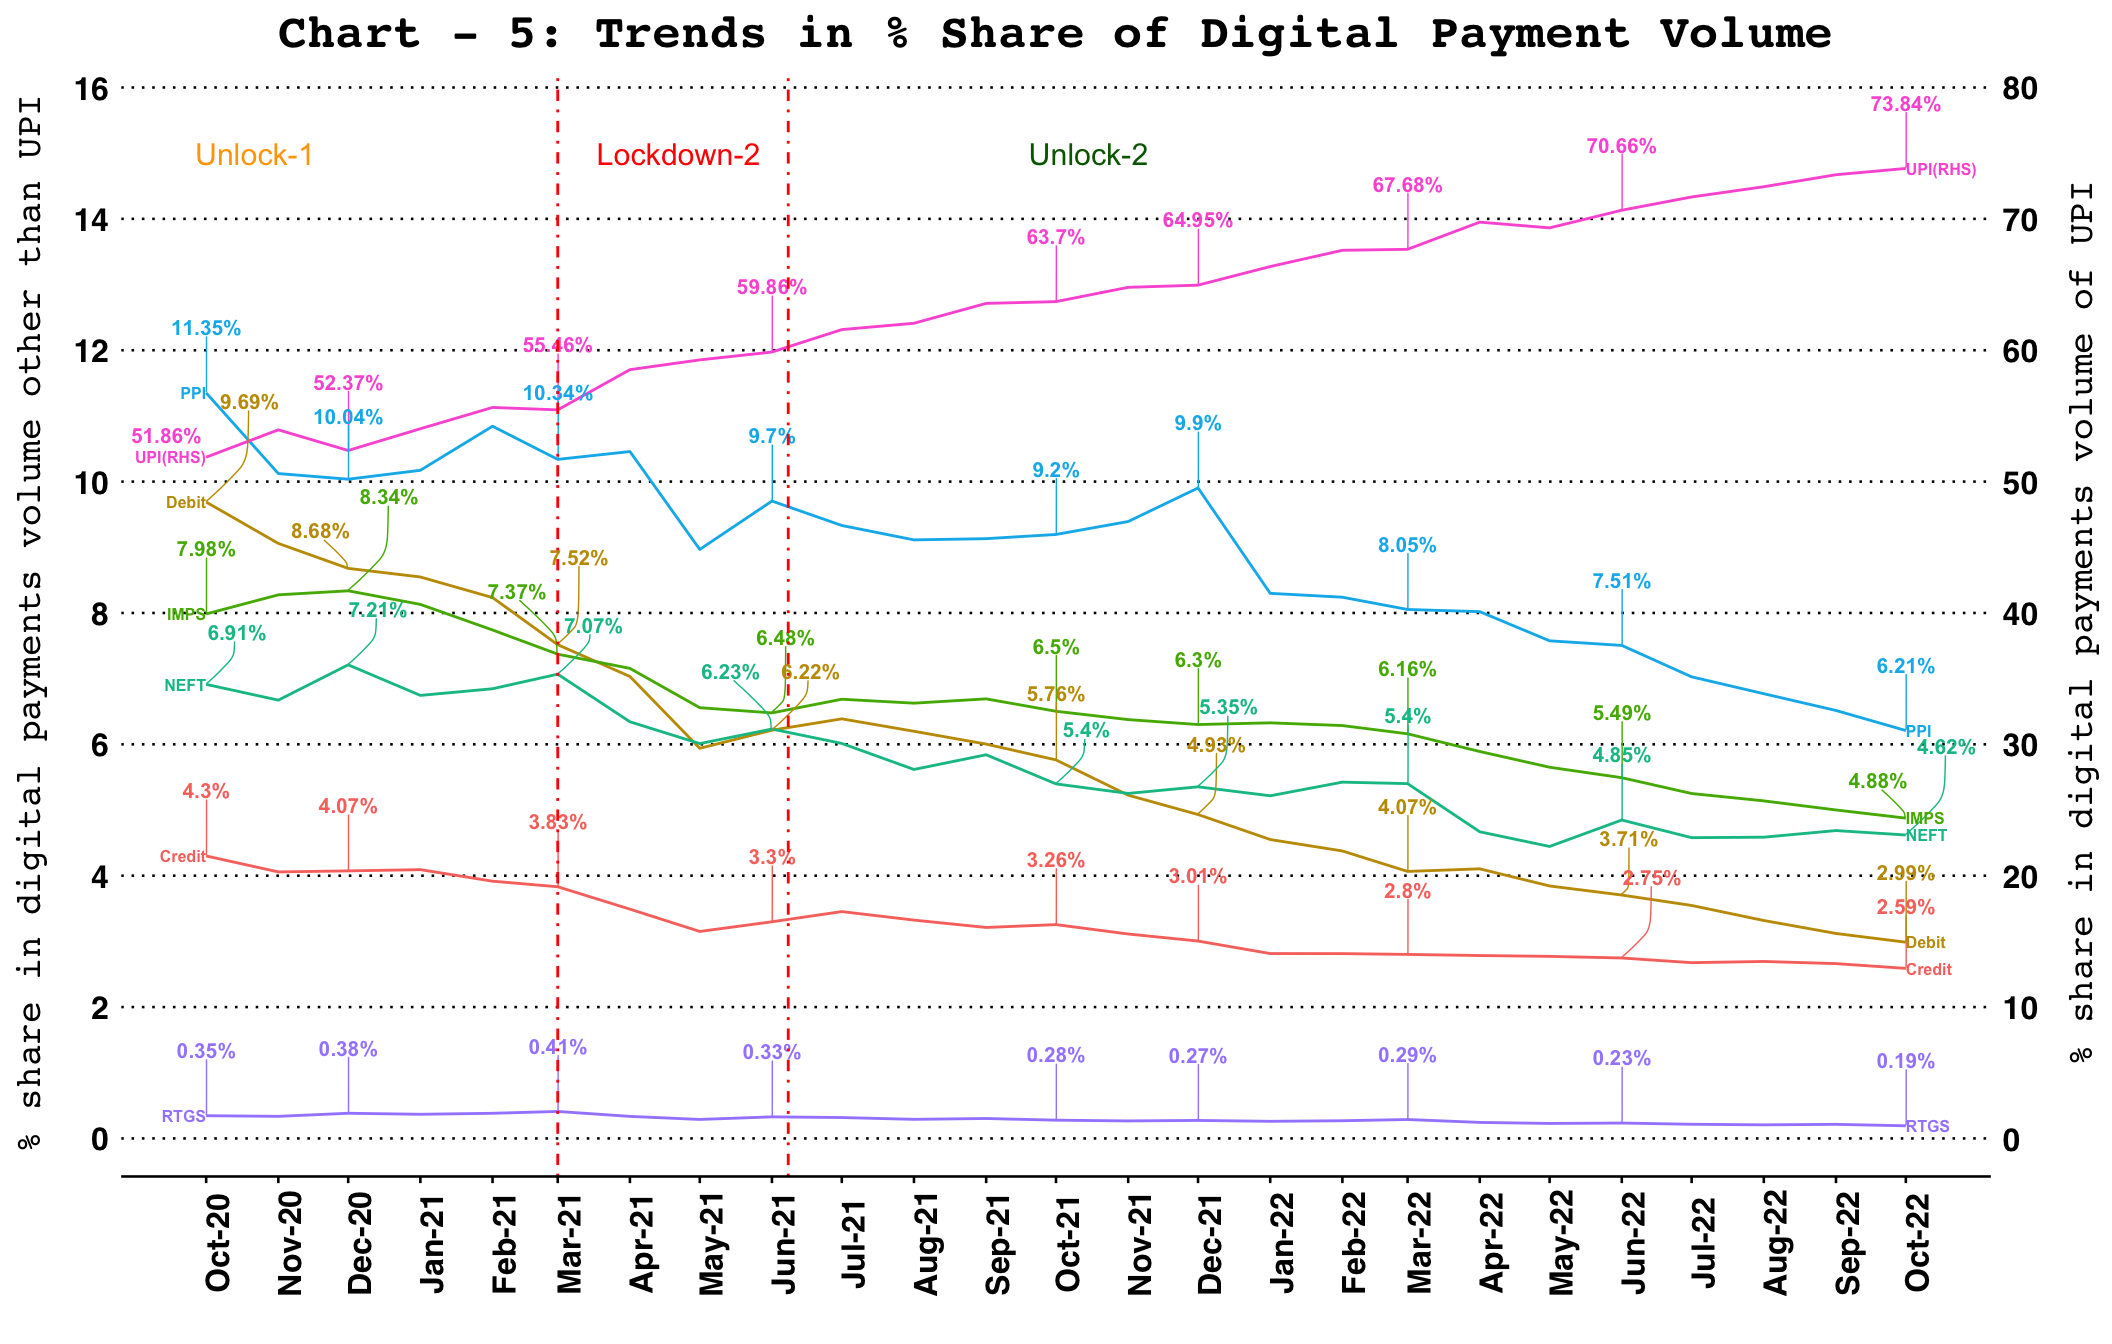 Chart – 5: Trends in % Share of Digital Payment Volume
% share in digital payments volume other than UPI
% share in digital payments volume of UPI
16
14
12
10
8
6
4
2
0
80
70
60
50
40
30
20
10
0
Unlock-1
Lockdown-2
Unlock-2
51.86%
52.37%
55.46%
59.86%
63.7%
64.95%
67.68%
70.66%
73.84%
UPI(RHS)
UPI(RHS)
11.35%
10.04%
10.34%
9.7%
9.2%
9.9%
8.05%
7.51%
6.21%
PPI
PPI
9.69%
8.68%
7.52%
6.22%
5.76%
4.93%
4.07%
3.71%
2.99%
Debit
Debit
7.98%
8.34%
7.37%
6.48%
6.5%
6.3%
6.16%
5.49%
4.88%
IMPS
IMPS
6.91%
7.21%
7.07%
6.23%
5.4%
5.35%
5.4%
4.85%
4.62%
NEFT
NEFT
4.3%
4.07%
3.83%
3.3%
3.26%
3.01%
2.8%
2.75%
2.59%
Credit
Credit
0.35%
0.38%
0.41%
0.33%
0.28%
0.27%
0.29%
0.23%
0.19%
RTGS
RTGS
Oct-20
Nov-20
Dec-20
Jan-21
Feb-21
Mar-21
Apr-21
May-21
Jun-21
Jul-21
Aug-21
Sep-21
Oct-21
Nov-21
Dec-21
Jan-22
Feb-22
Mar-22
Apr-22
May-22
Jun-22
Jul-22
Aug-22
Sep-22
Oct-22